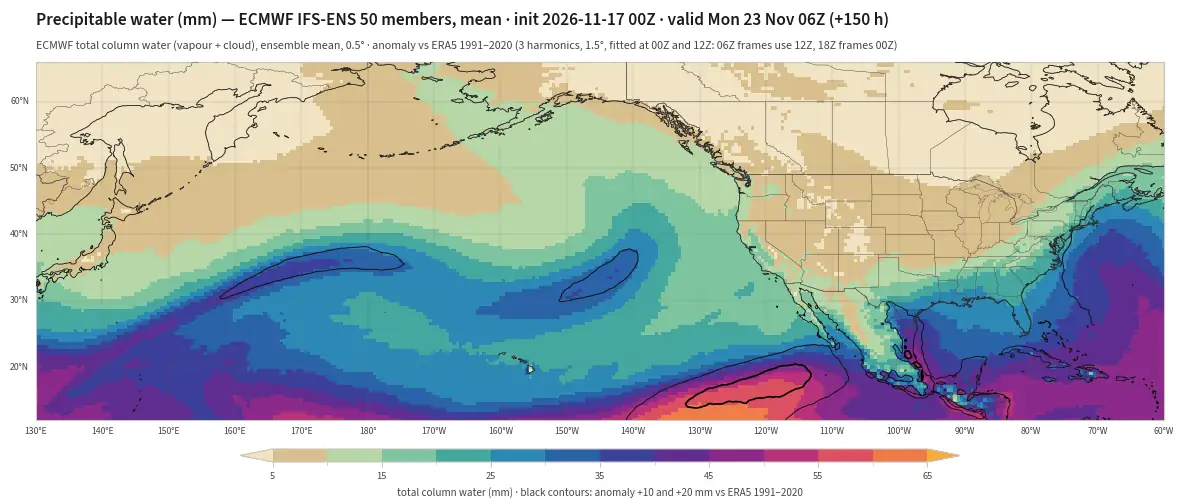 Precipitable water (mm) — ECMWF IFS-ENS 50 members, mean · init 2026-11-17 00Z · valid Mon 23 Nov 06Z (+150 h)
ECMWF total column water (vapour + cloud), ensemble mean, 0.5° · anomaly vs ERA5 1991–2020 (3 harmonics, 1.5°, fitted at 00Z and 12Z: 06Z frames use 12Z, 18Z frames 00Z)
60°N
50°N
40°N
30°N
20°N
130°E 140°E 150°E 160°E 170°E 180° 170°W 160°W 150°W 140°W 130°W 120°W 110°W 100°W 90°W 80°W 70°W 60°W
5 15 25 35 45 55 65
total column water (mm) · black contours: anomaly +10 and +20 mm vs ERA5 1991–2020